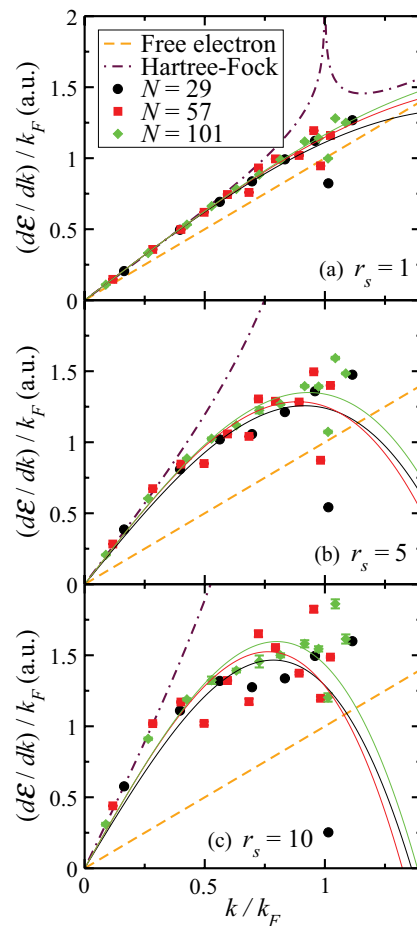 2
Free electron
Hartree-Fock
N = 29
N = 57
N = 101
1.5
1
0.5
0
(dℰ / dk) / k_F (a.u.)
(a) r_s = 1
1.5
1
0.5
0
(dℰ / dk) / k_F (a.u.)
(b) r_s = 5
1.5
1
0.5
0
(dℰ / dk) / k_F (a.u.)
(c) r_s = 10
0 0.5 1
k / k_F